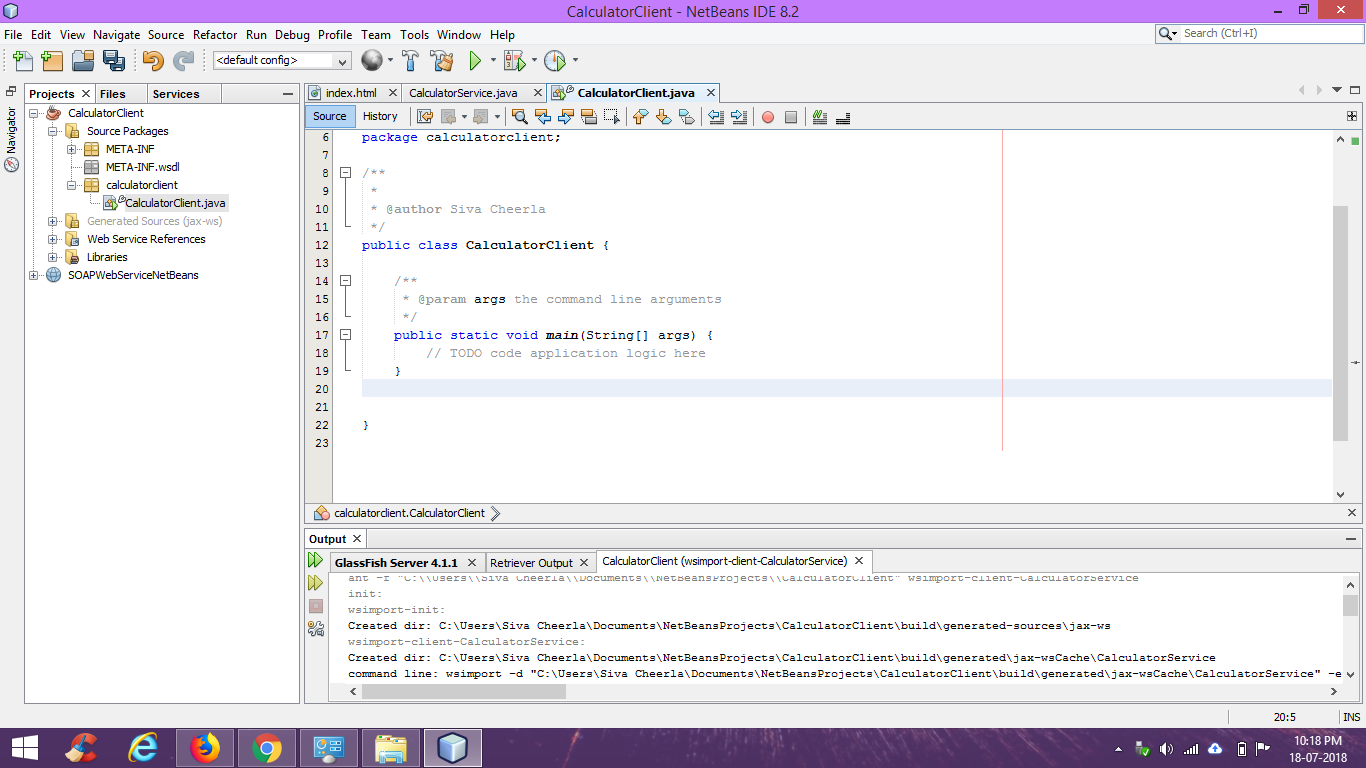 CalculatorClient - NetBeans IDE 8.2
File Edit View Navigate Source Refactor Run Debug Profile Team Tools Window Help
Search (Ctrl+I)
<default config>
Projects Files Services
Navigator
CalculatorClient
Source Packages
META-INF
META-INF.wsdl
calculatorclient
CalculatorClient.java
Generated Sources (jax-ws)
Web Service References
Libraries
SOAPWebServiceNetBeans
index.html CalculatorService.java CalculatorClient.java
Source History
6 package calculatorclient;
7
8 /**
9 *
10 * @author Siva Cheerla
11 */
12 public class CalculatorClient {
13
14 /**
15 * @param args the command line arguments
16 */
17 public static void main(String[] args) {
18 // TODO code application logic here
19 }
20
21
22 }
23
calculatorclient.CalculatorClient
Output
GlassFish Server 4.1.1 Retriever Output CalculatorClient (wsimport-client-CalculatorService)
ant -f "C:\\Users\\Siva Cheerla\\Documents\\NetBeansProjects\\CalculatorClient" wsimport-client-CalculatorService
init:
wsimport-init:
Created dir: C:\Users\Siva Cheerla\Documents\NetBeansProjects\CalculatorClient\build\generated-sources\jax-ws
wsimport-client-CalculatorService:
Created dir: C:\Users\Siva Cheerla\Documents\NetBeansProjects\CalculatorClient\build\generated\jax-wsCache\CalculatorService
command line: wsimport -d "C:\Users\Siva Cheerla\Documents\NetBeansProjects\CalculatorClient\build\generated\jax-wsCache\CalculatorService" -e
20:5 INS
10:18 PM
18-07-2018